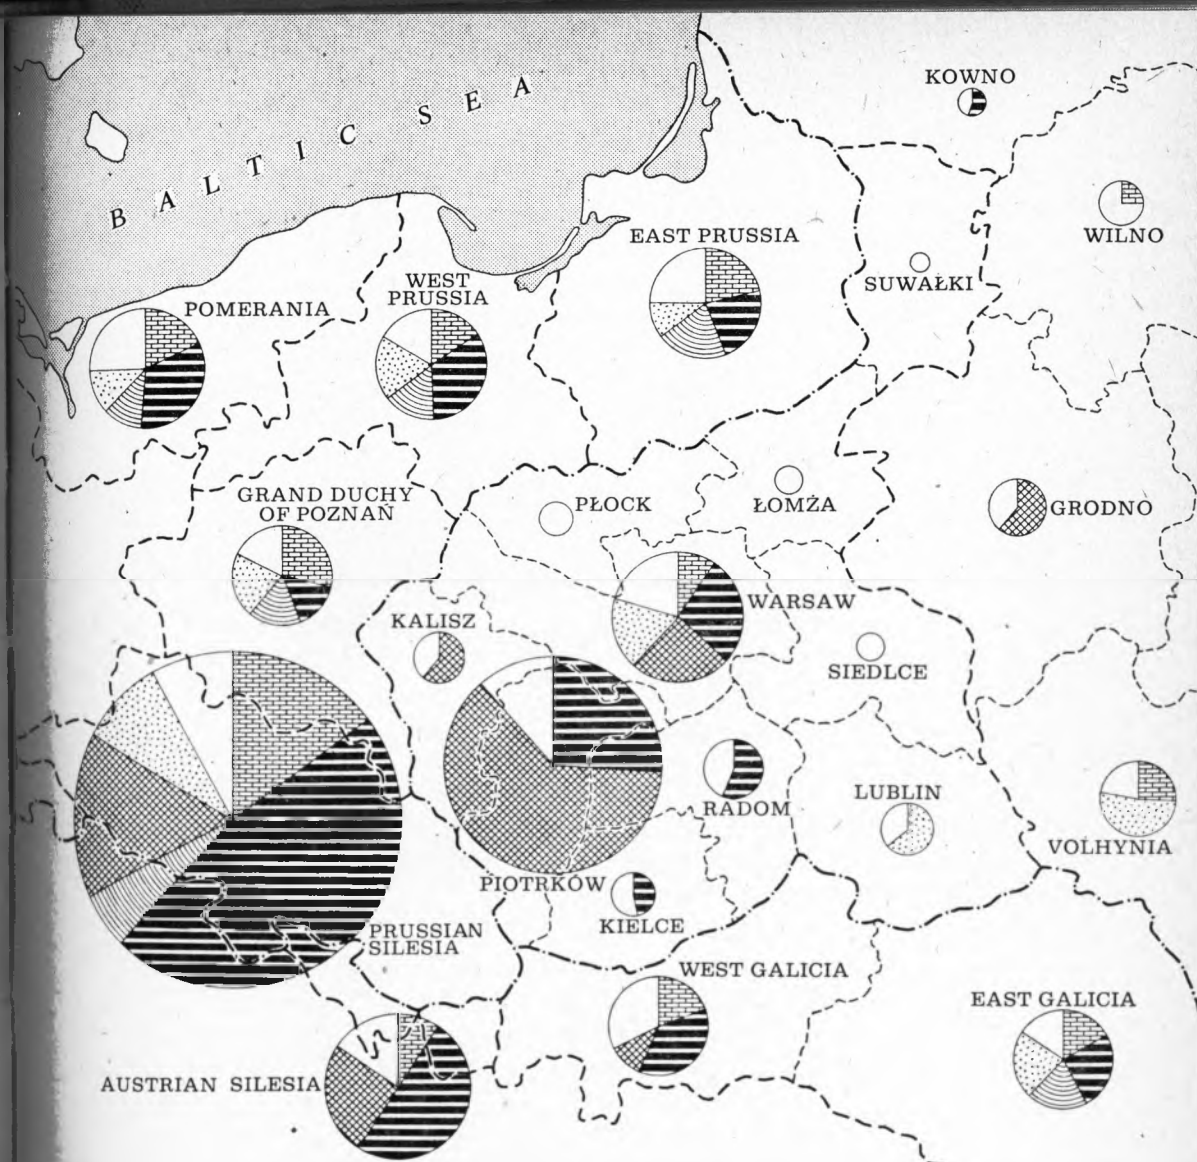 KOWNO
BALTIC SEA
WILNO
EAST PRUSSIA
SUWAŁKI
WEST
PRUSSIA
POMERANIA
GRAND DUCHY
OF POZNAŃ
PŁOCK
ŁOMŻA
GRODNO
WARSAW
KALISZ
SIEDLCE
RADOM
LUBLIN
VOLHYNIA
PIOTRKÓW
KIELCE
PRUSSIAN
SILESIA
WEST GALICIA
EAST GALICIA
AUSTRIAN SILESIA